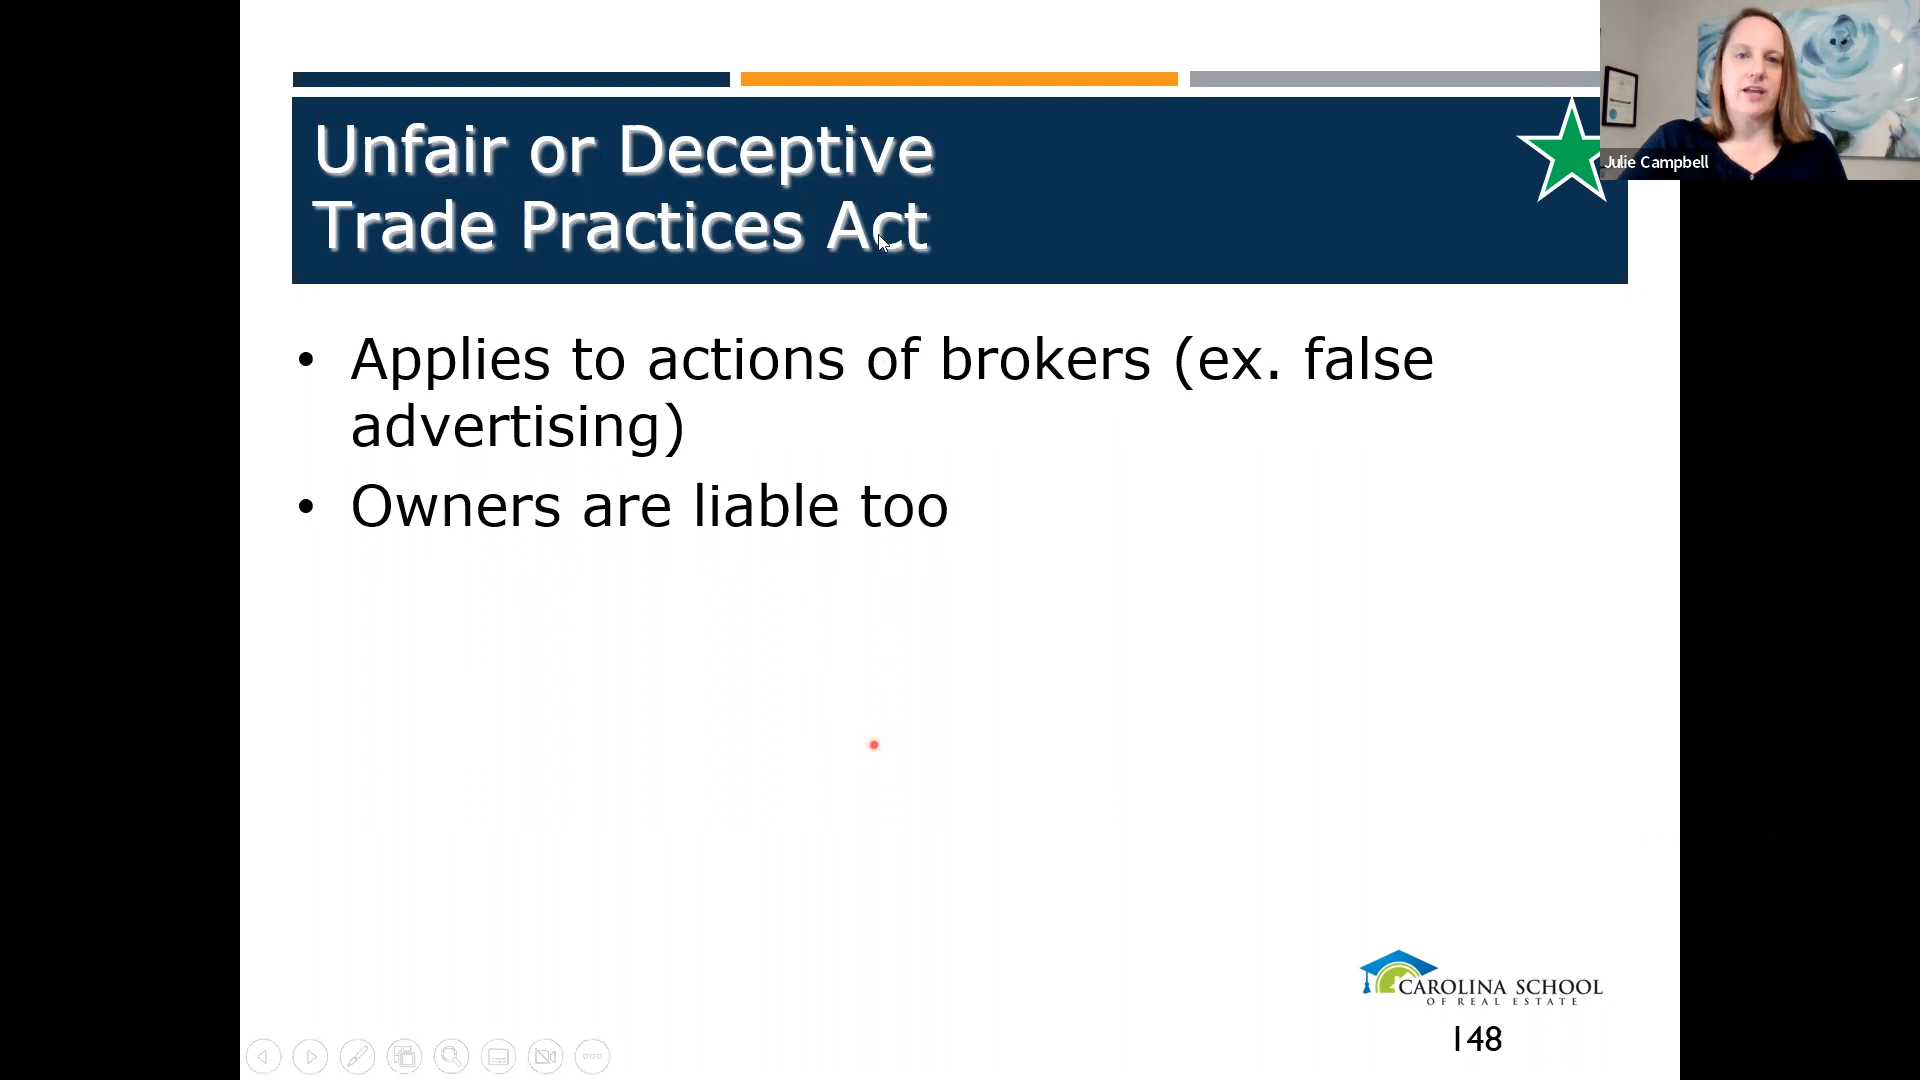 Unfair or Deceptive
Trade Practices Act
Julie Campbell
• Applies to actions of brokers (ex. false
advertising)
• Owners are liable too
CAROLINA SCHOOL
OF REAL ESTATE
148